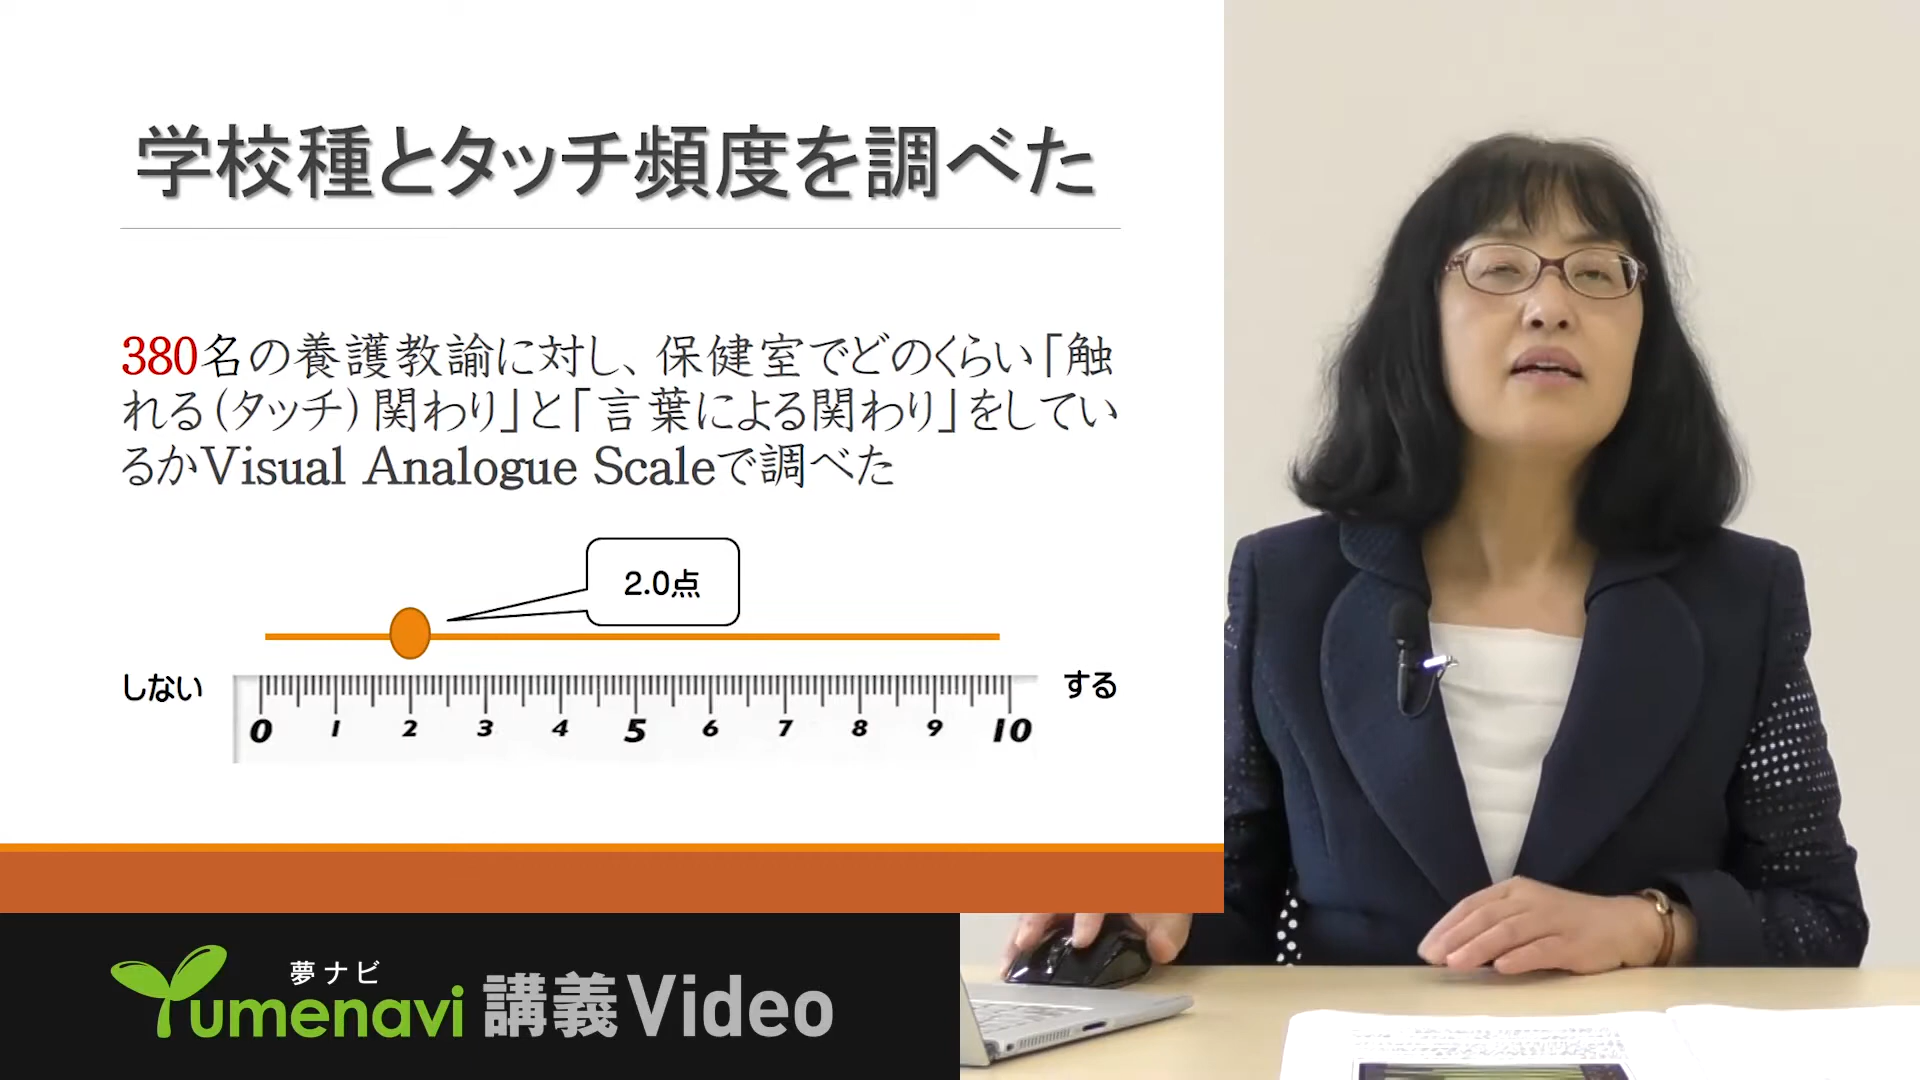 学校種とタッチ頻度を調べた
380名の養護教諭に対し、保健室でどのくらい「触
れる(タッチ)関わり」と「言葉による関わり」をしてい
るかVisual Analogue Scaleで調べた
2.0点
しない
する
0 1 2 3 4 5 6 7 8 9 10
夢ナビ
Yumenavi 講義Video